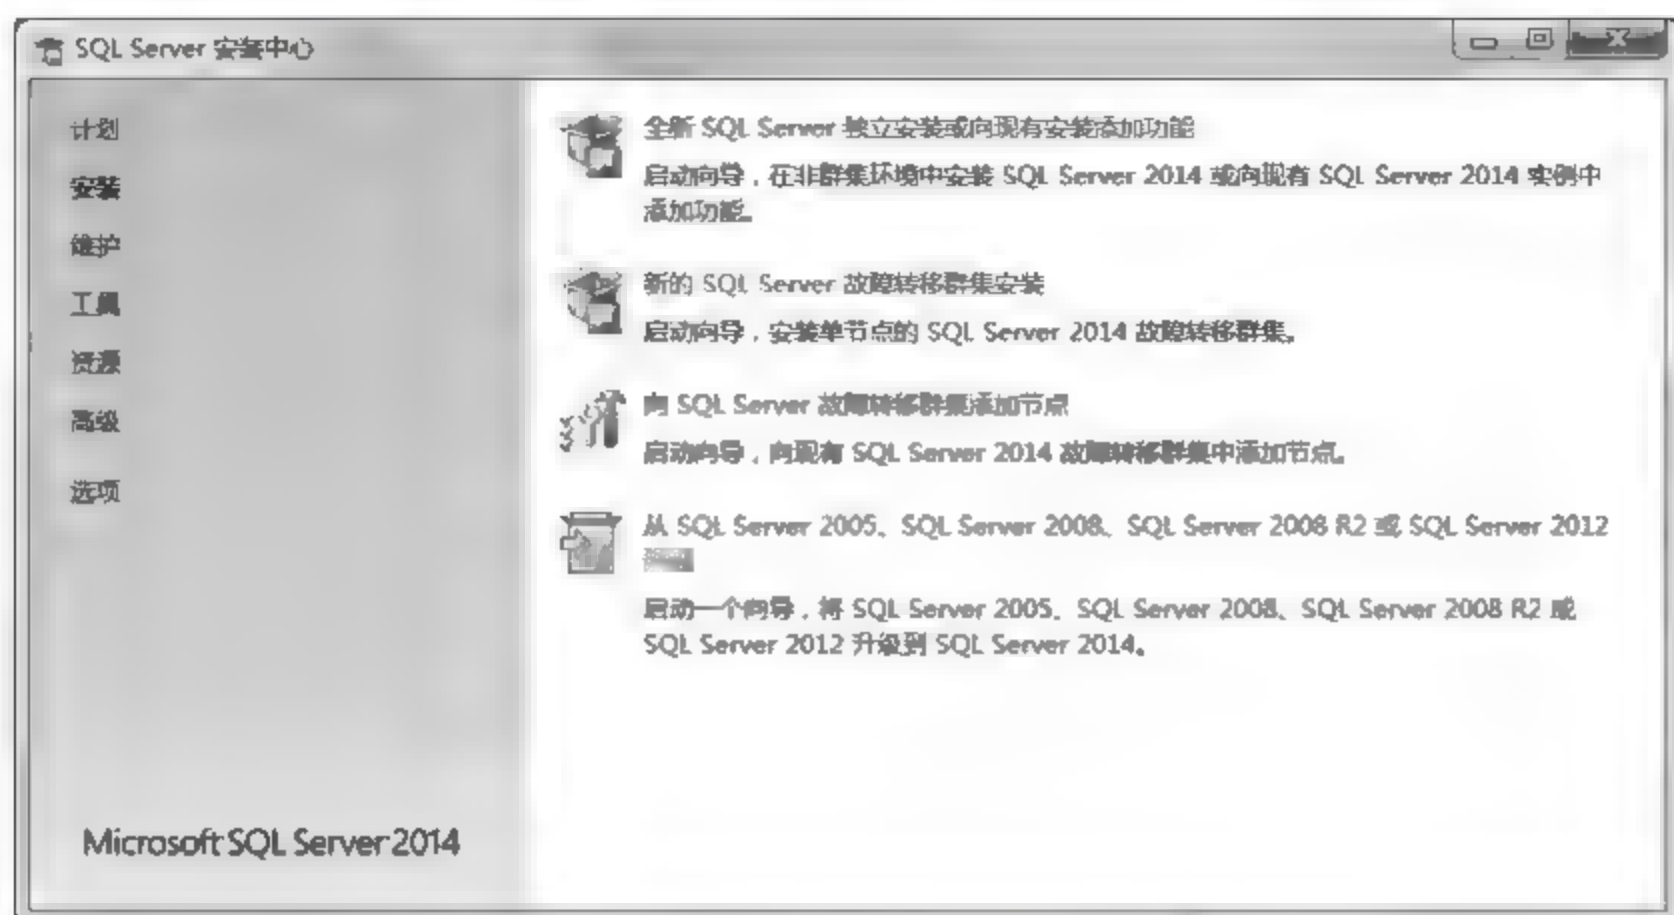 SQL Server 安装中心
计划
安装
维护
工具
资源
高级
选项
Microsoft SQL Server 2014
全新 SQL Server 独立安装或向现有安装添加功能
启动向导，在非群集环境中安装 SQL Server 2014 或向现有 SQL Server 2014 实例中
添加功能。
新的 SQL Server 故障转移群集安装
启动向导，安装单节点的 SQL Server 2014 故障转移群集。
向 SQL Server 故障转移群集添加节点
启动向导，向现有 SQL Server 2014 故障转移群集中添加节点。
从 SQL Server 2005、SQL Server 2008、SQL Server 2008 R2 或 SQL Server 2012
启动一个向导，将 SQL Server 2005、SQL Server 2008、SQL Server 2008 R2 或
SQL Server 2012 升级到 SQL Server 2014。